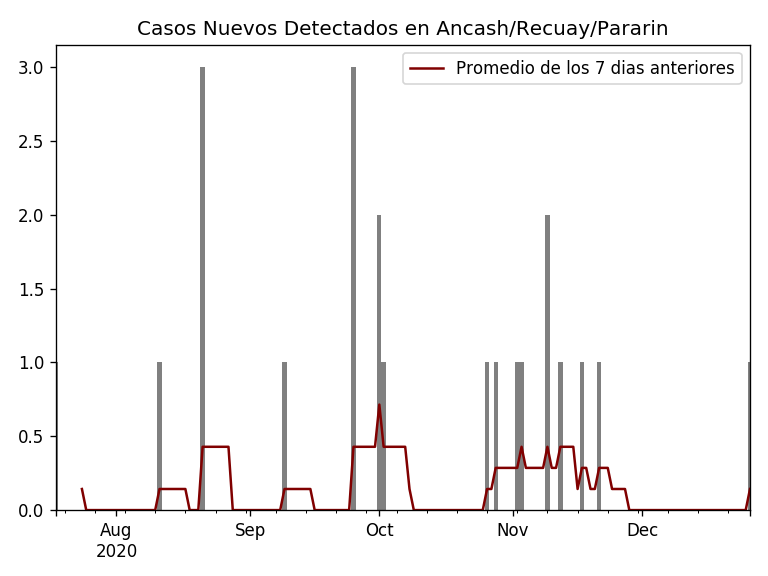 Casos Nuevos Detectados en Ancash/Recuay/Pararin
Promedio de los 7 dias anteriores
3.0
2.5
2.0
1.5
1.0
0.5
0.0
Aug Sep Oct Nov Dec
2020